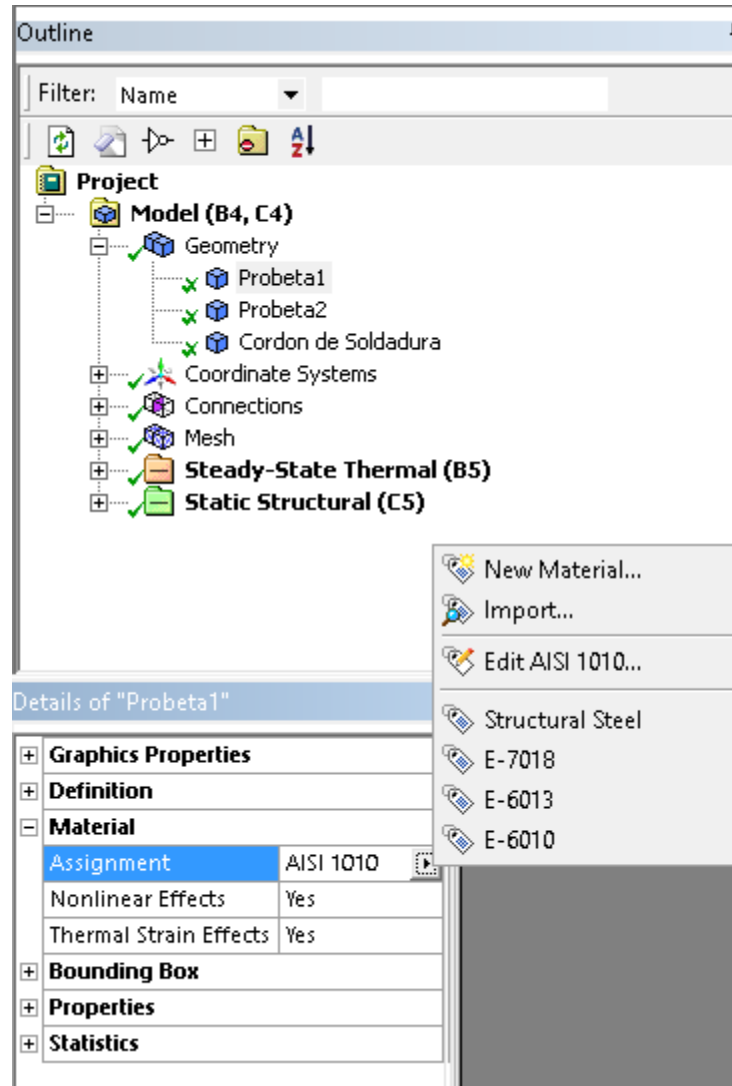 Outline
Filter: Name
Project
Model (B4, C4)
Geometry
Probeta1
Probeta2
Cordon de Soldadura
Coordinate Systems
Connections
Mesh
Steady-State Thermal (B5)
Static Structural (C5)
New Material...
Import...
Edit AISI 1010...
Structural Steel
E-7018
E-6013
E-6010
Details of "Probeta1"
Graphics Properties
Definition
Material
Assignment AISI 1010
Nonlinear Effects Yes
Thermal Strain Effects Yes
Bounding Box
Properties
Statistics